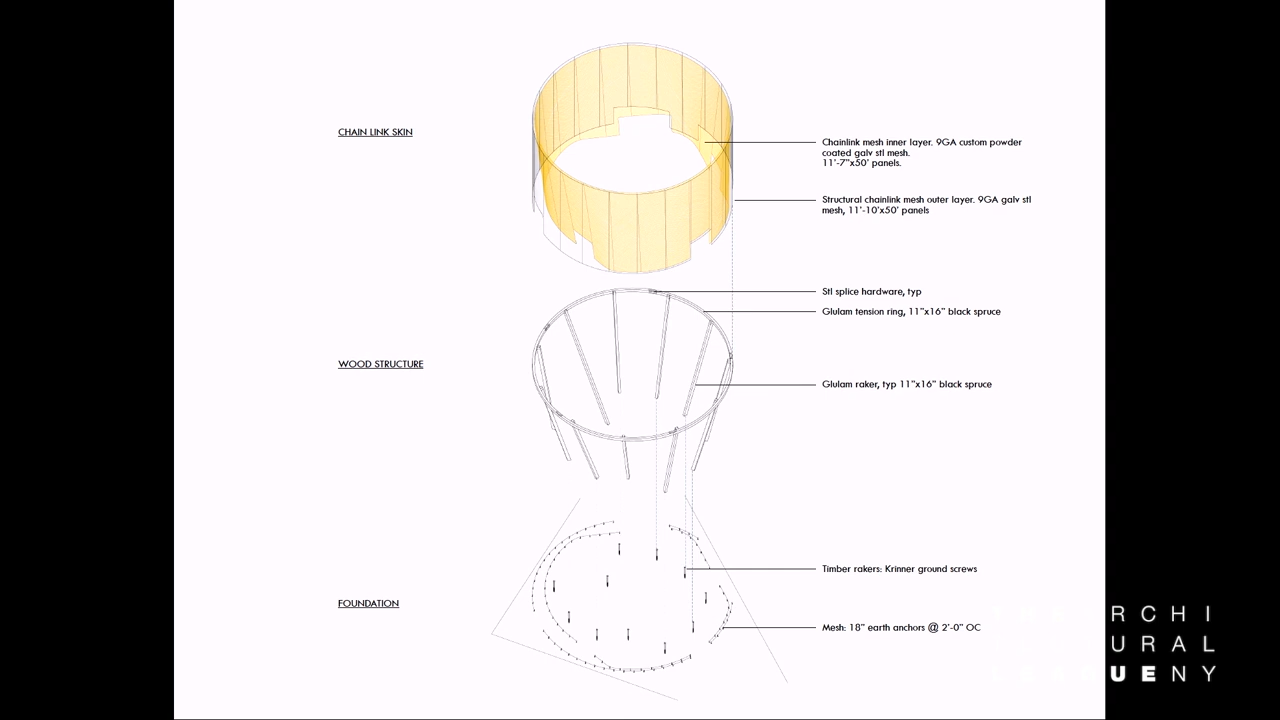 CHAIN LINK SKIN
Chainlink mesh inner layer. 9GA custom powder
coated galv stl mesh.
11'-7"x50' panels.
Structural chainlink mesh outer layer. 9GA galv stl
mesh, 11'-10'x50' panels
Stl splice hardware, typ
Glulam tension ring, 11"x16" black spruce
WOOD STRUCTURE
Glulam raker, typ 11"x16" black spruce
Timber rakers: Krinner ground screws
FOUNDATION
Mesh: 18" earth anchors @ 2'-0" OC
RCHI
URAL
UENY